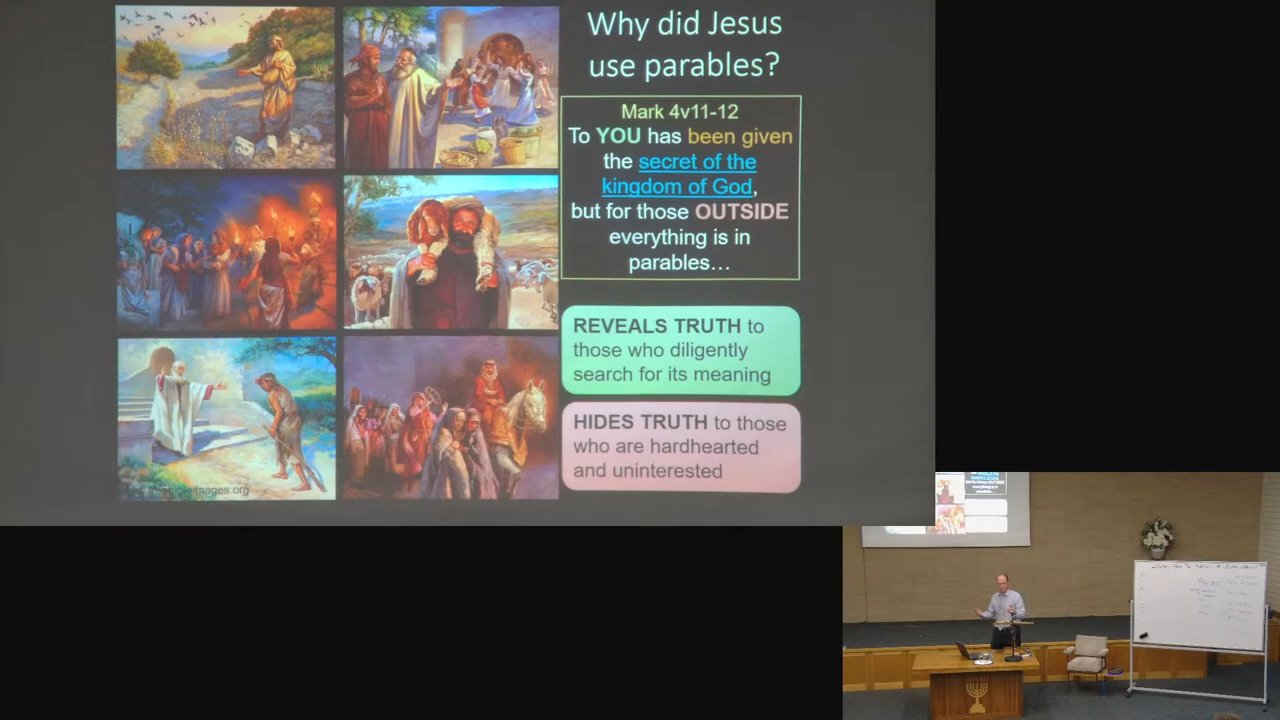 Why did Jesus
use parables?
Mark 4v11-12
To YOU has been given
the secret of the
kingdom of God,
but for those OUTSIDE
everything is in
parables…
REVEALS TRUTH to
those who diligently
search for its meaning
HIDES TRUTH to those
who are hardhearted
and uninterested
images.org